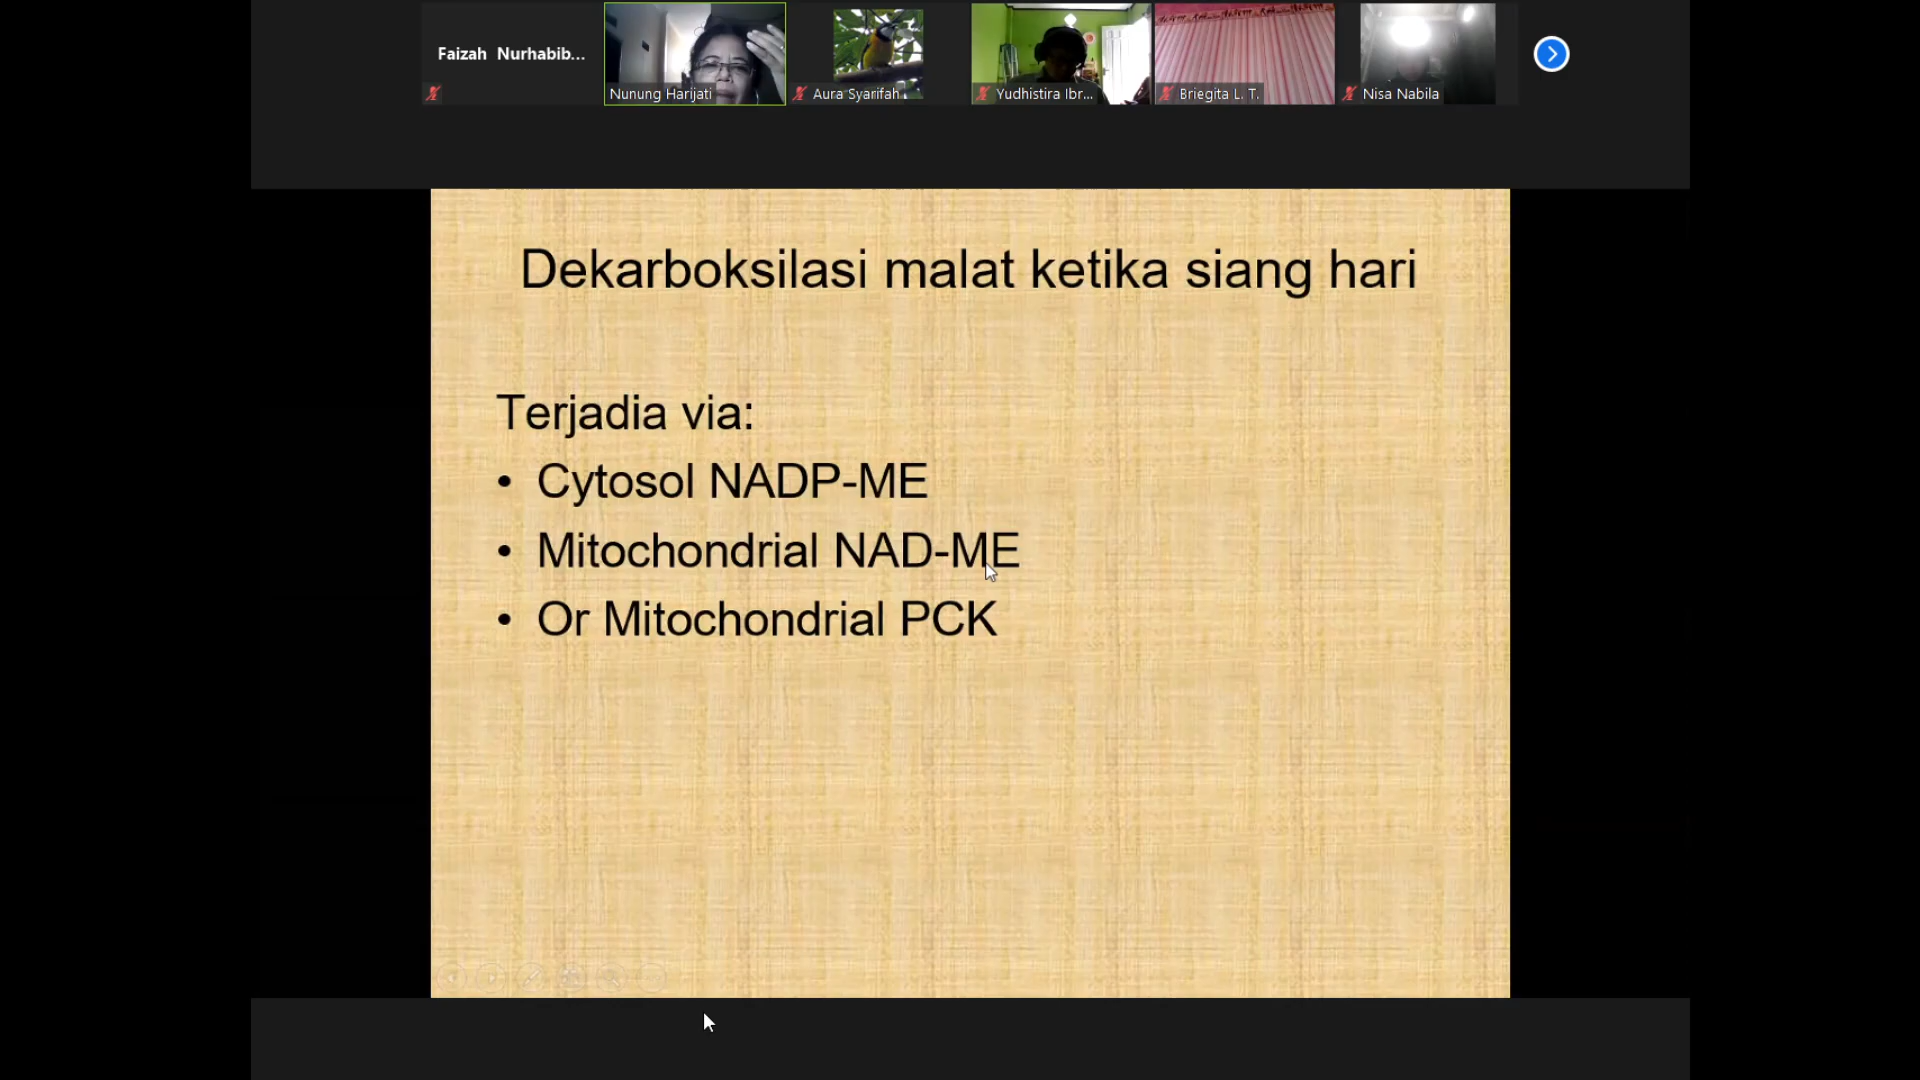 Faizah Nurhabib...
Nunung Harijati
Aura Syarifah
Yudhistira Ibr...
Briegita L. T.
Nisa Nabila
Dekarboksilasi malat ketika siang hari
Terjadia via:
• Cytosol NADP-ME
• Mitochondrial NAD-ME
• Or Mitochondrial PCK